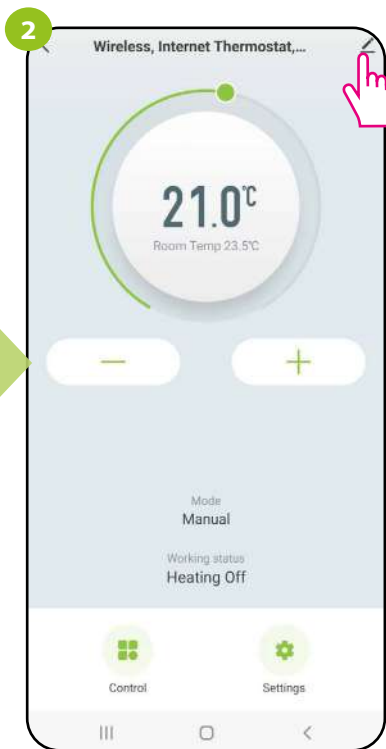 2
Wireless, Internet Thermostat,...
21.0°C
Room Temp 23.5°C
Mode
Manual
Working status
Heating Off
Control
Settings